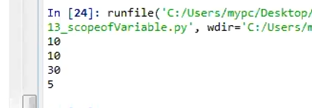 In [24]: runfile('C:/Users/mypc/Desktop/
13_scopeofVariable.py', wdir='C:/Users/m
10
10
30
5